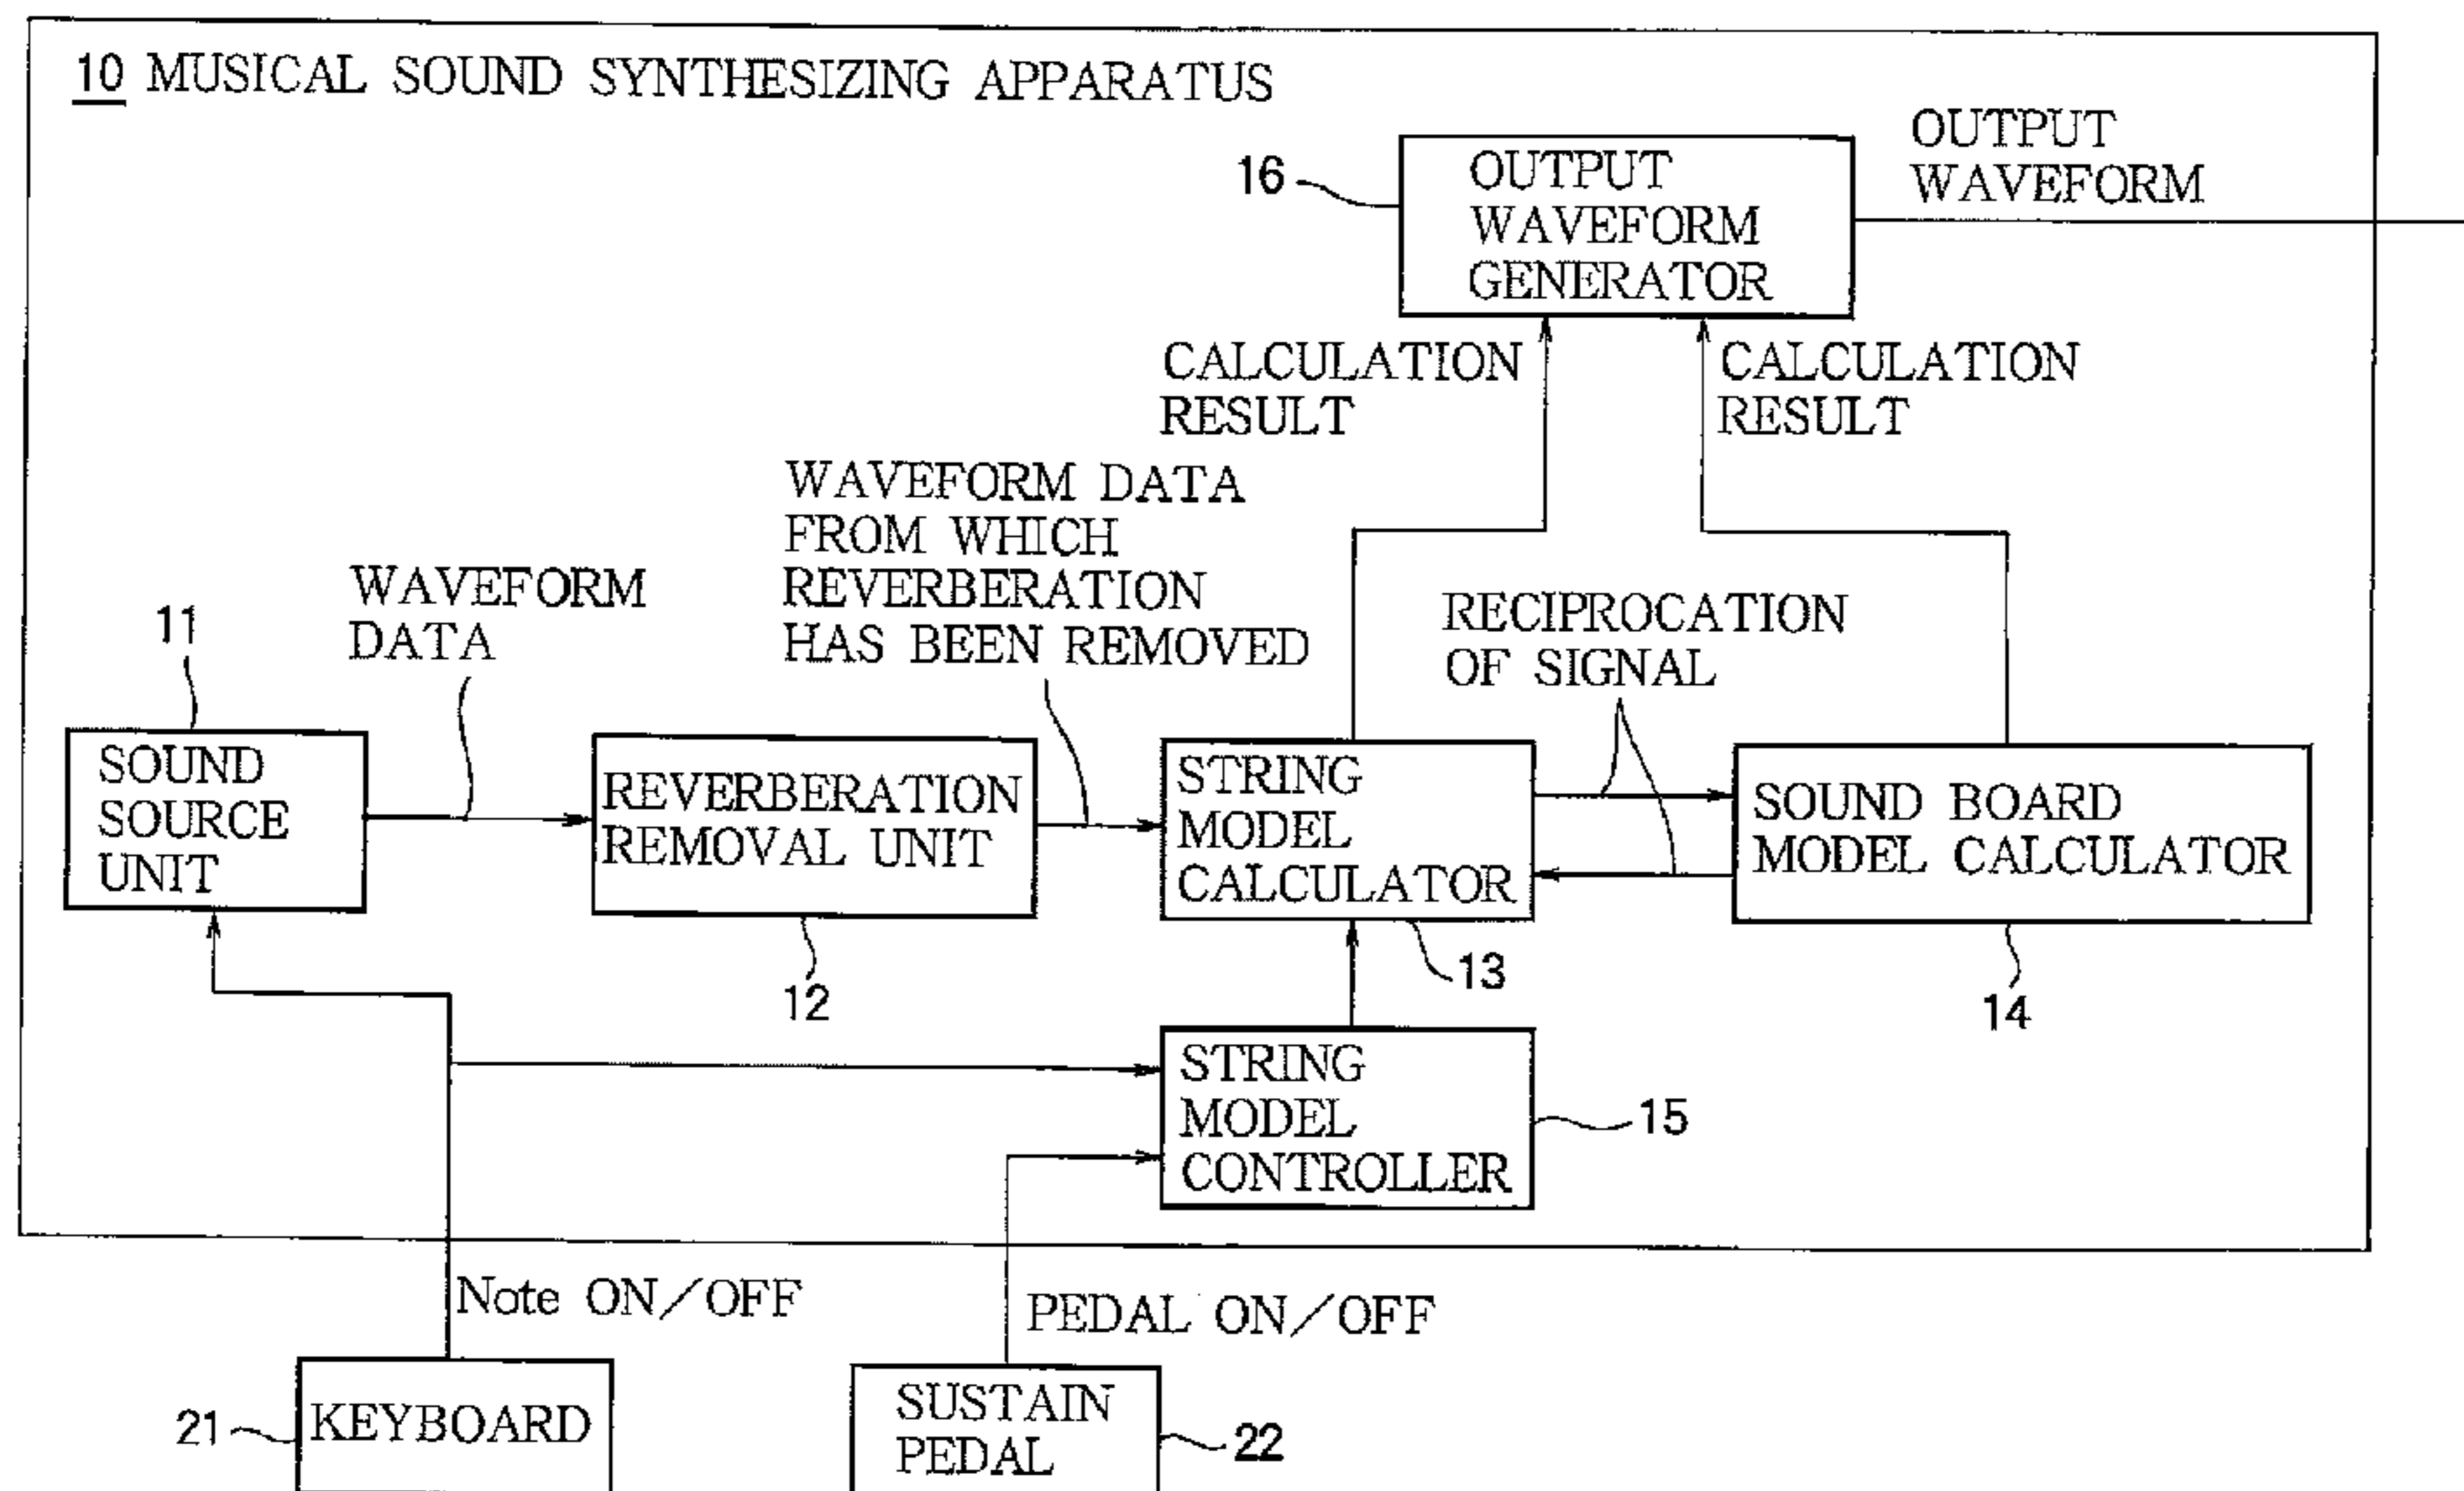 10 MUSICAL SOUND SYNTHESIZING APPARATUS
16
OUTPUT
WAVEFORM
GENERATOR
OUTPUT
WAVEFORM
CALCULATION
RESULT
CALCULATION
RESULT
WAVEFORM DATA
FROM WHICH
REVERBERATION
HAS BEEN REMOVED
WAVEFORM
DATA
RECIPROCATION
OF SIGNAL
11
SOUND
SOURCE
UNIT
REVERBERATION
REMOVAL UNIT
12
STRING
MODEL
CALCULATOR
13
SOUND BOARD
MODEL CALCULATOR
14
STRING
MODEL
CONTROLLER
15
Note ON/OFF
PEDAL ON/OFF
21
KEYBOARD
SUSTAIN
PEDAL
22